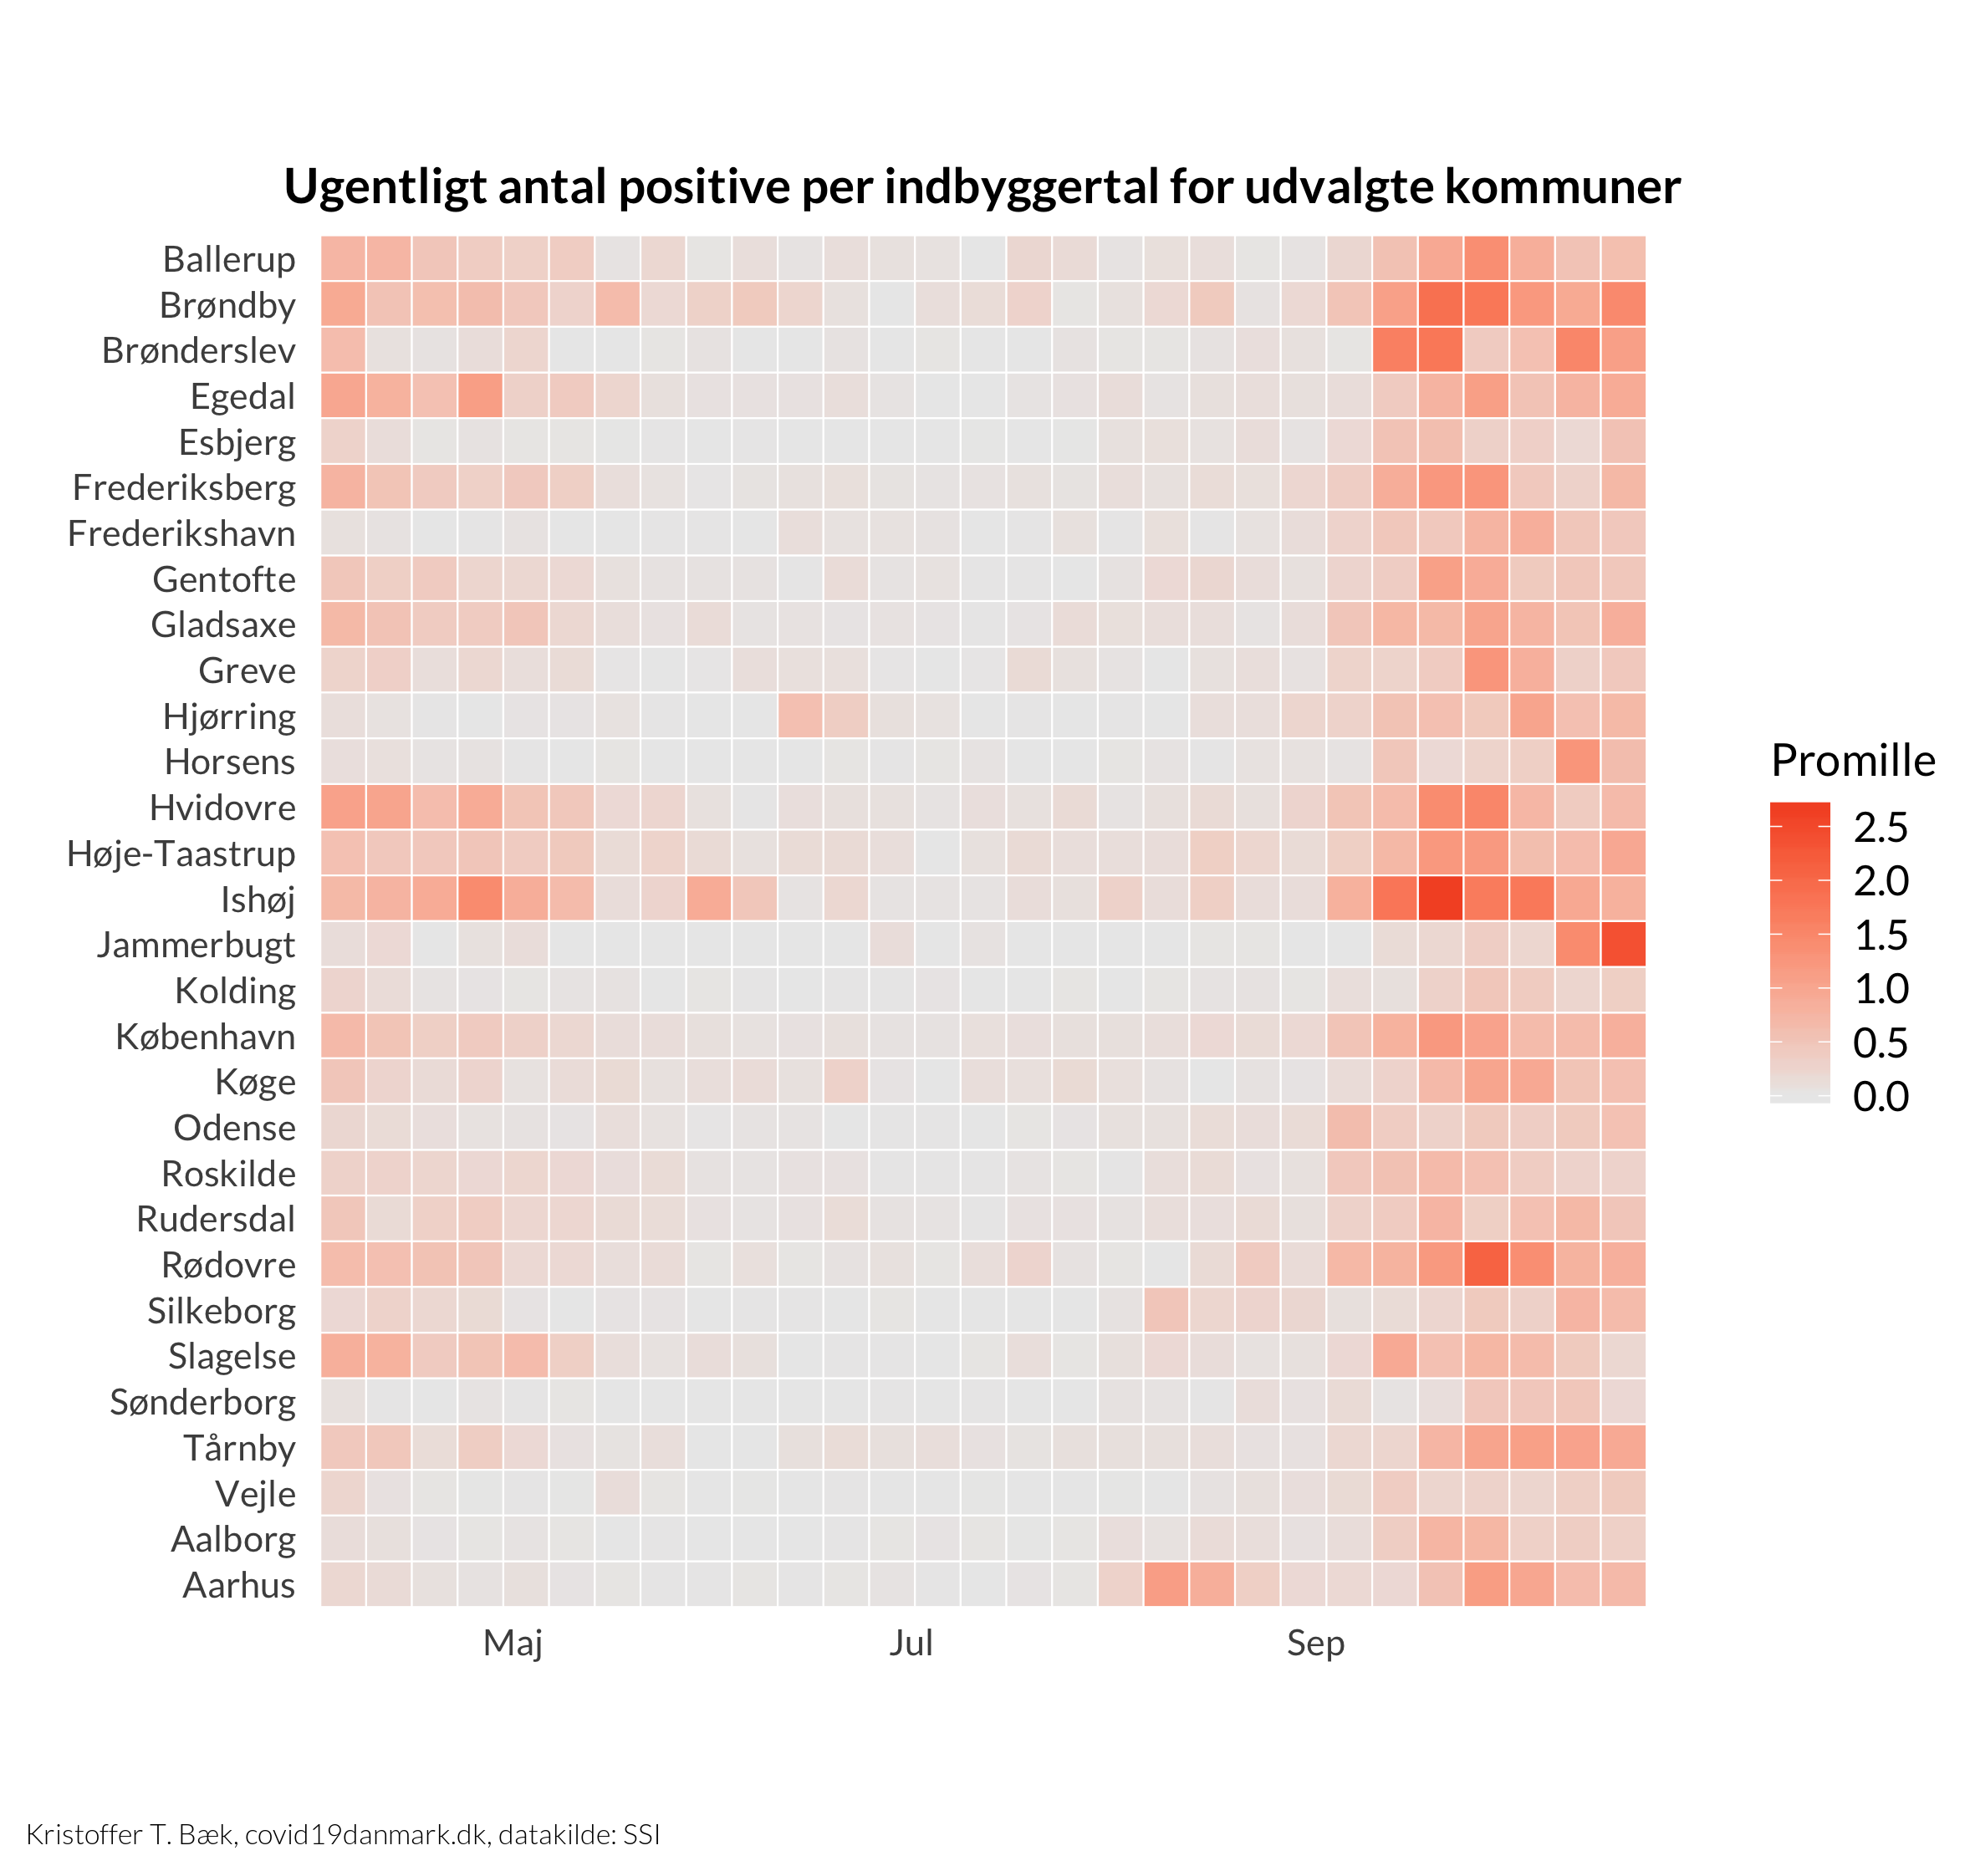 Ugentligt antal positive per indbyggertal for udvalgte kommuner
Ballerup
Brøndby
Brønderslev
Egedal
Esbjerg
Frederiksberg
Frederikshavn
Gentofte
Gladsaxe
Greve
Hjørring
Horsens
Hvidovre
Høje-Taastrup
Ishøj
Jammerbugt
Kolding
København
Køge
Odense
Roskilde
Rudersdal
Rødovre
Silkeborg
Slagelse
Sønderborg
Tårnby
Vejle
Aalborg
Aarhus
Maj Jul Sep
Promille
2.5
2.0
1.5
1.0
0.5
0.0
Kristoffer T. Bæk, covid19danmark.dk, datakilde: SSI